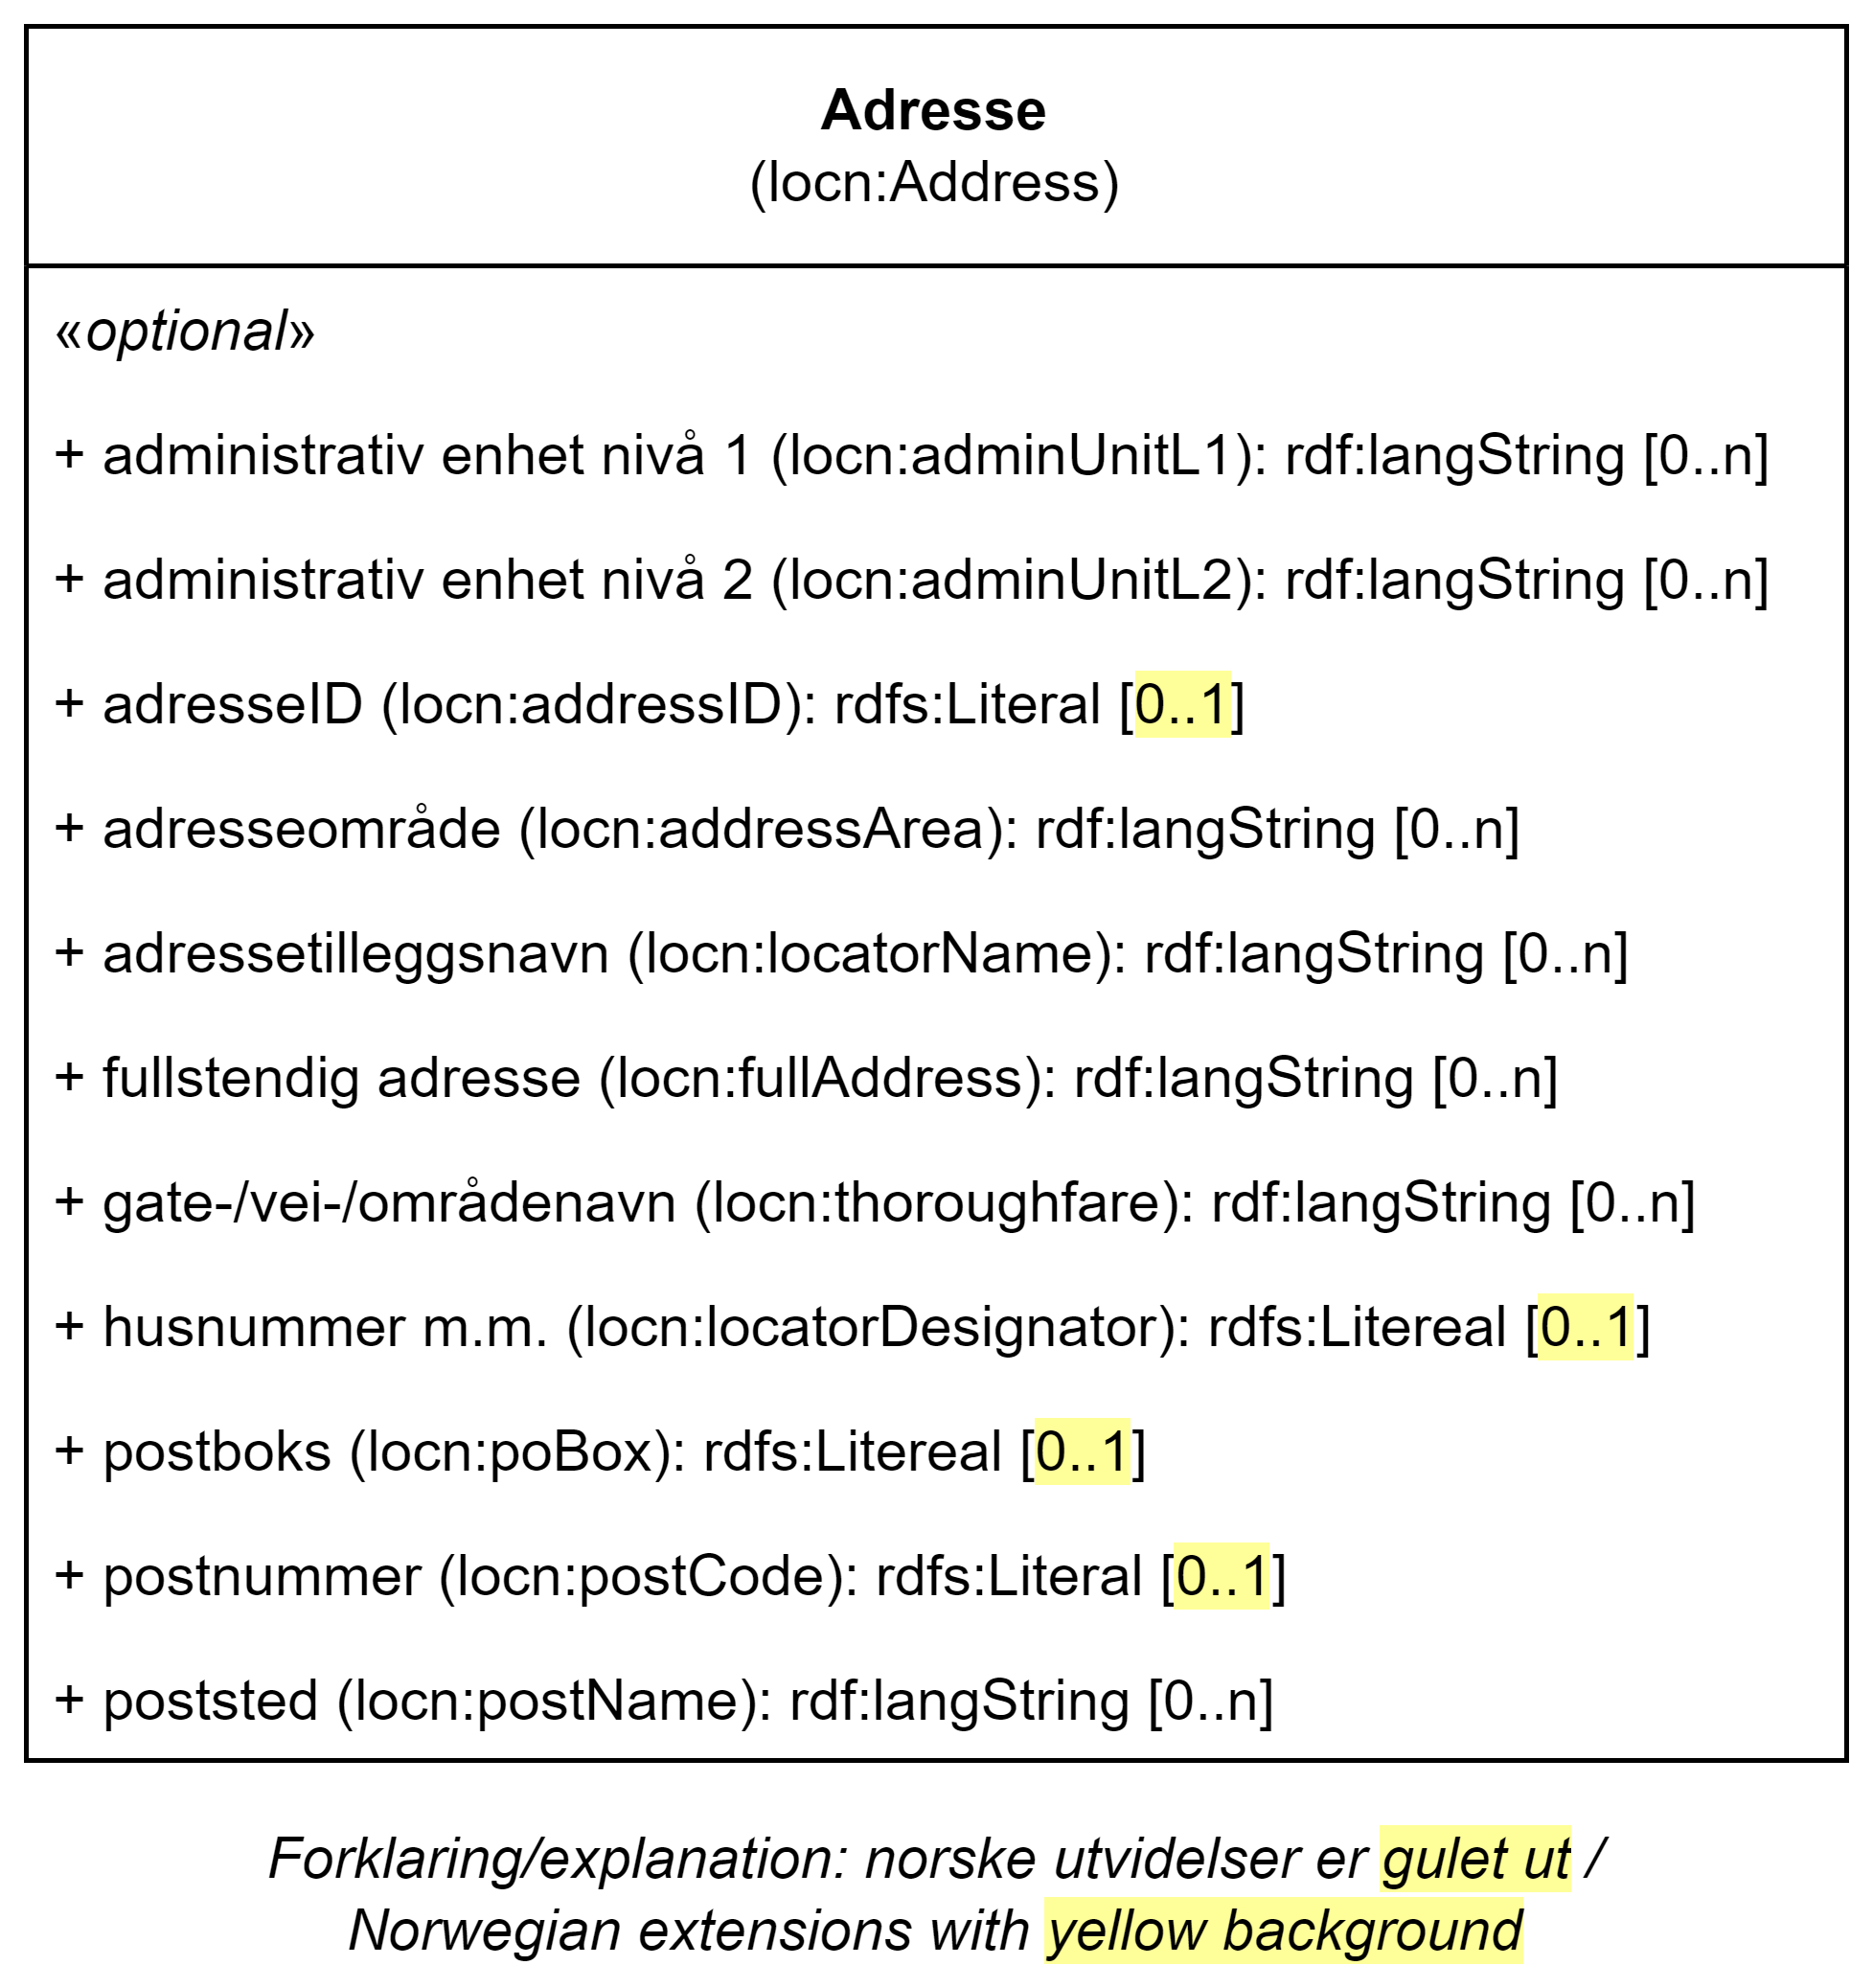 Adresse
(locn:Address)
«optional»
+ administrativ enhet nivå 1 (locn:adminUnitL1): rdf:langString [0..n]
+ administrativ enhet nivå 2 (locn:adminUnitL2): rdf:langString [0..n]
+ adresseID (locn:addressID): rdfs:Literal [0..1]
+ adresseområde (locn:addressArea): rdf:langString [0..n]
+ adressetilleggsnavn (locn:locatorName): rdf:langString [0..n]
+ fullstendig adresse (locn:fullAddress): rdf:langString [0..n]
+ gate-/vei-/områdenavn (locn:thoroughfare): rdf:langString [0..n]
+ husnummer m.m. (locn:locatorDesignator): rdfs:Litereal [0..1]
+ postboks (locn:poBox): rdfs:Litereal [0..1]
+ postnummer (locn:postCode): rdfs:Literal [0..1]
+ poststed (locn:postName): rdf:langString [0..n]
Forklaring/explanation: norske utvidelser er gulet ut /
Norwegian extensions with yellow background